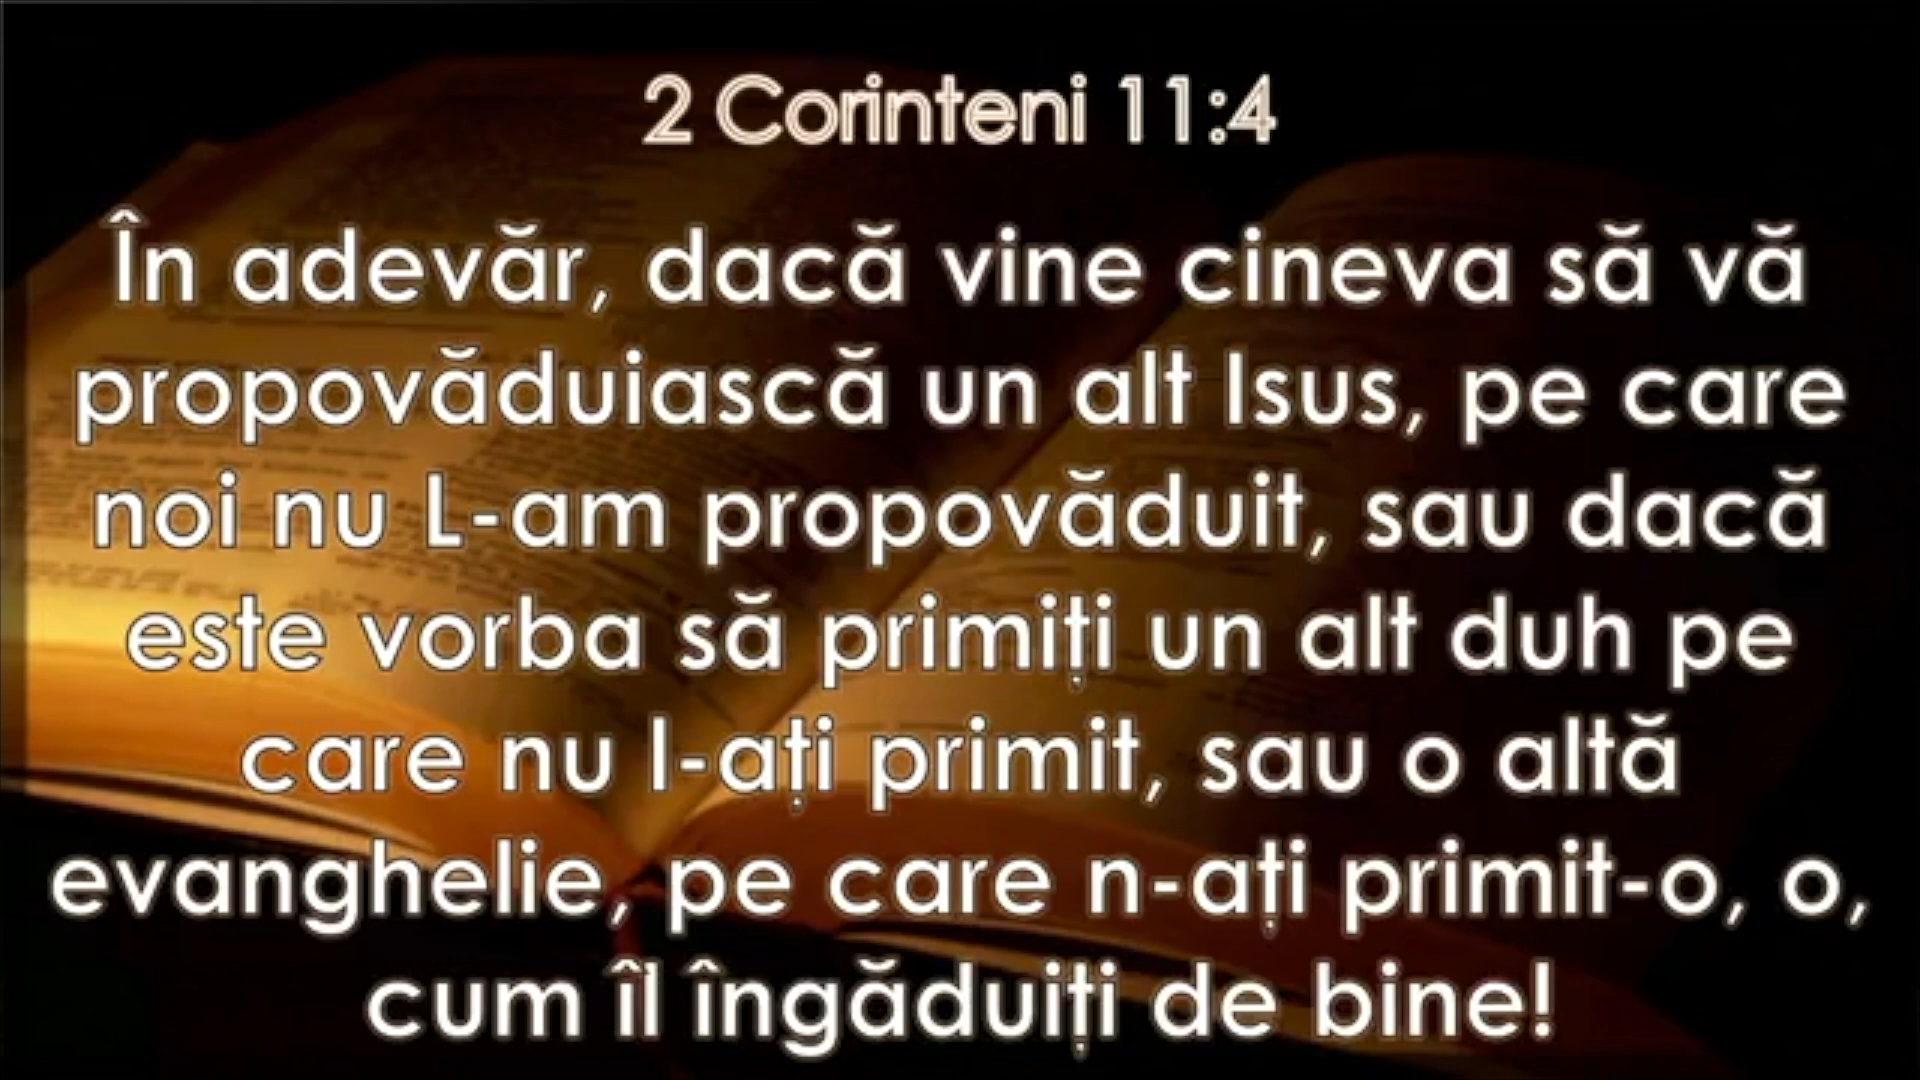 2 Corinteni 11:4
În adevăr, dacă vine cineva să vă
propovăduiască un alt Isus, pe care
noi nu L-am propovăduit, sau dacă
este vorba să primiți un alt duh pe
care nu l-ați primit, sau o altă
evanghelie, pe care n-ați primit-o, o,
cum îl îngăduiți de bine!